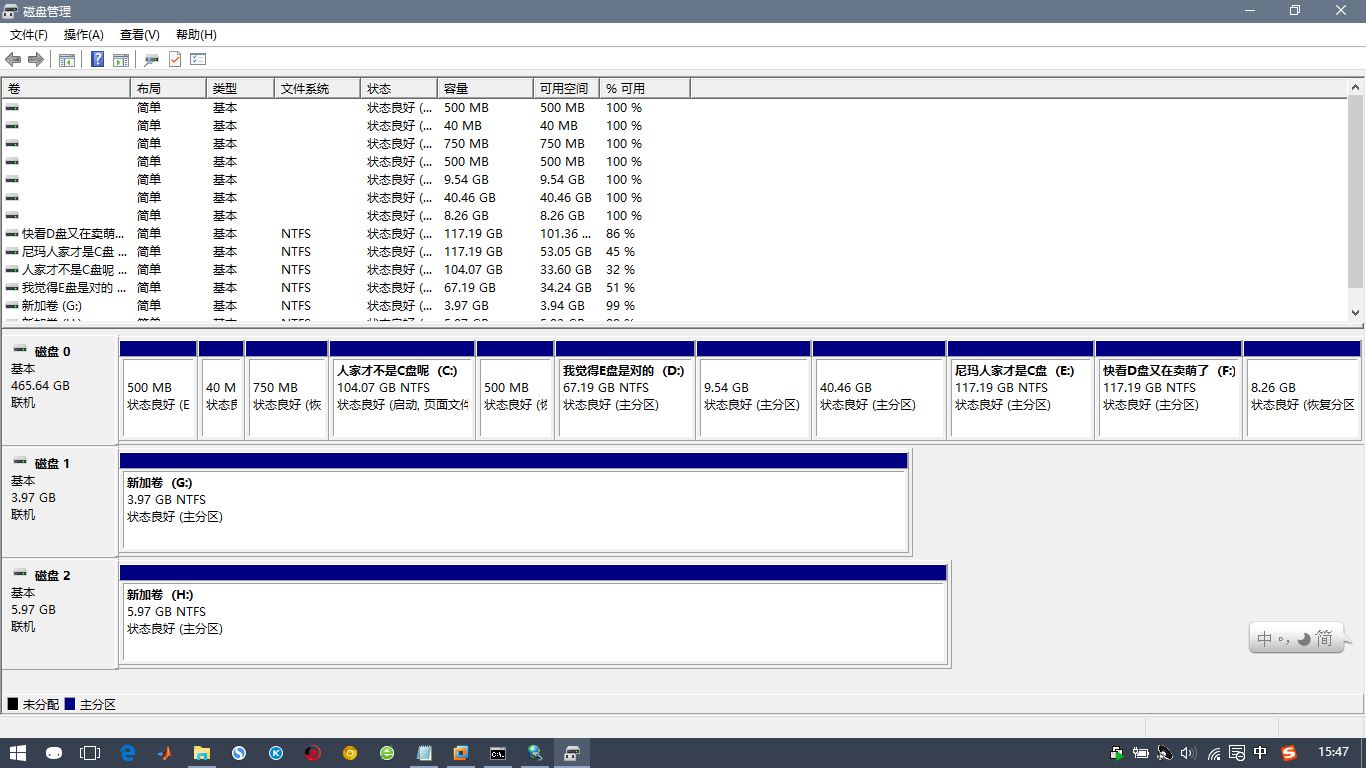 磁盘管理
文件(F) 操作(A) 查看(V) 帮助(H)
卷 布局 类型 文件系统 状态 容量 可用空间 % 可用
简单 基本 状态良好 (... 500 MB 500 MB 100 %
简单 基本 状态良好 (... 40 MB 40 MB 100 %
简单 基本 状态良好 (... 750 MB 750 MB 100 %
简单 基本 状态良好 (... 500 MB 500 MB 100 %
简单 基本 状态良好 (... 9.54 GB 9.54 GB 100 %
简单 基本 状态良好 (... 40.46 GB 40.46 GB 100 %
简单 基本 状态良好 (... 8.26 GB 8.26 GB 100 %
快看D盘又在卖萌... 简单 基本 NTFS 状态良好 (... 117.19 GB 101.36 ... 86 %
尼玛人家才是C盘 ... 简单 基本 NTFS 状态良好 (... 117.19 GB 53.05 GB 45 %
人家才不是C盘呢 ... 简单 基本 NTFS 状态良好 (... 104.07 GB 33.60 GB 32 %
我觉得E盘是对的 ... 简单 基本 NTFS 状态良好 (... 67.19 GB 34.24 GB 51 %
新加卷 (G:) 简单 基本 NTFS 状态良好 (... 3.97 GB 3.94 GB 99 %
磁盘 0
基本
465.64 GB
联机
500 MB
状态良好 (E
40 M
状态良
750 MB
状态良好 (恢
人家才不是C盘呢 (C:)
104.07 GB NTFS
状态良好 (启动, 页面文件
500 MB
状态良好 (恢
我觉得E盘是对的 (D:)
67.19 GB NTFS
状态良好 (主分区)
9.54 GB
状态良好 (主分区)
40.46 GB
状态良好 (主分区)
尼玛人家才是C盘 (E:)
117.19 GB NTFS
状态良好 (主分区)
快看D盘又在卖萌了 (F:)
117.19 GB NTFS
状态良好 (主分区)
8.26 GB
状态良好 (恢复分区
磁盘 1
基本
3.97 GB
联机
新加卷 (G:)
3.97 GB NTFS
状态良好 (主分区)
磁盘 2
基本
5.97 GB
联机
新加卷 (H:)
5.97 GB NTFS
状态良好 (主分区)
中 °, 简
未分配 主分区
中 15:47